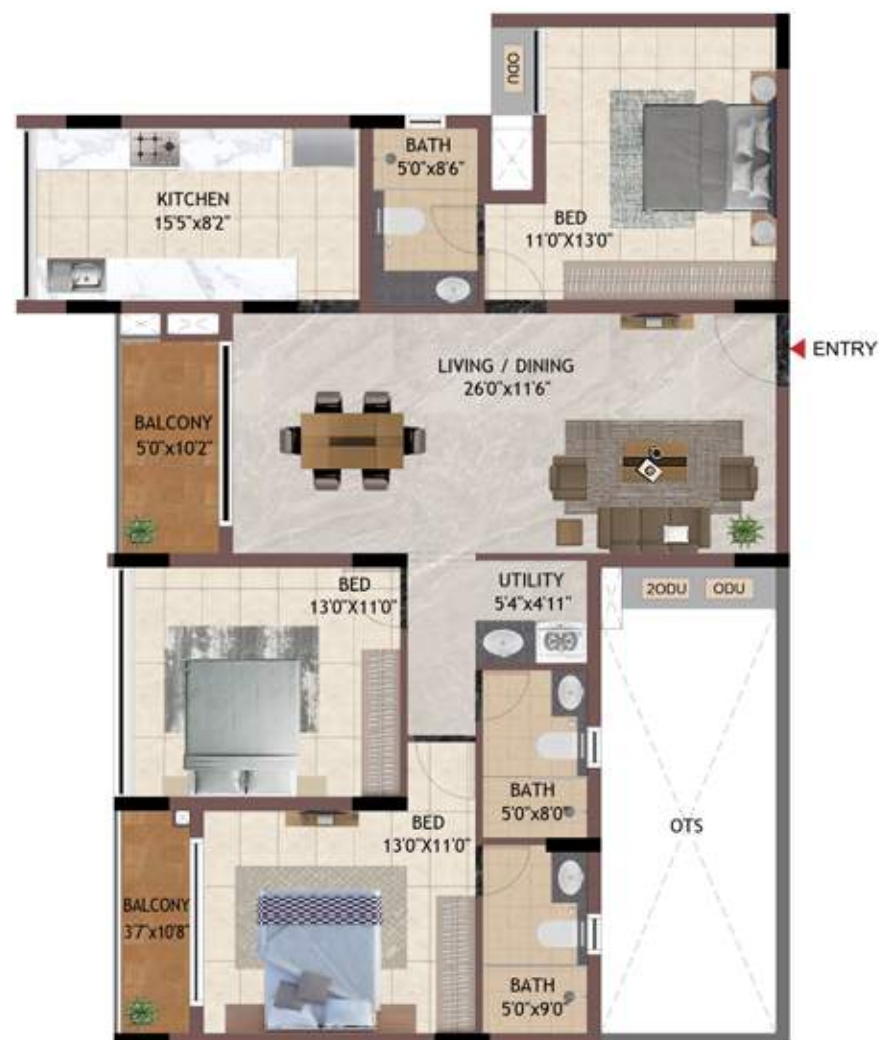 ODU
BATH
5'0"x8'6"
KITCHEN
15'5"x8'2"
BED
11'0"X13'0"
ENTRY
LIVING / DINING
26'0"x11'6"
BALCONY
5'0"x10'2"
BED
13'0"X11'0"
UTILITY
5'4"x4'11"
2ODU
ODU
BATH
5'0"x8'0"
OTS
BED
13'0"X11'0"
BALCONY
3'7"x10'8"
BATH
5'0"x9'0"